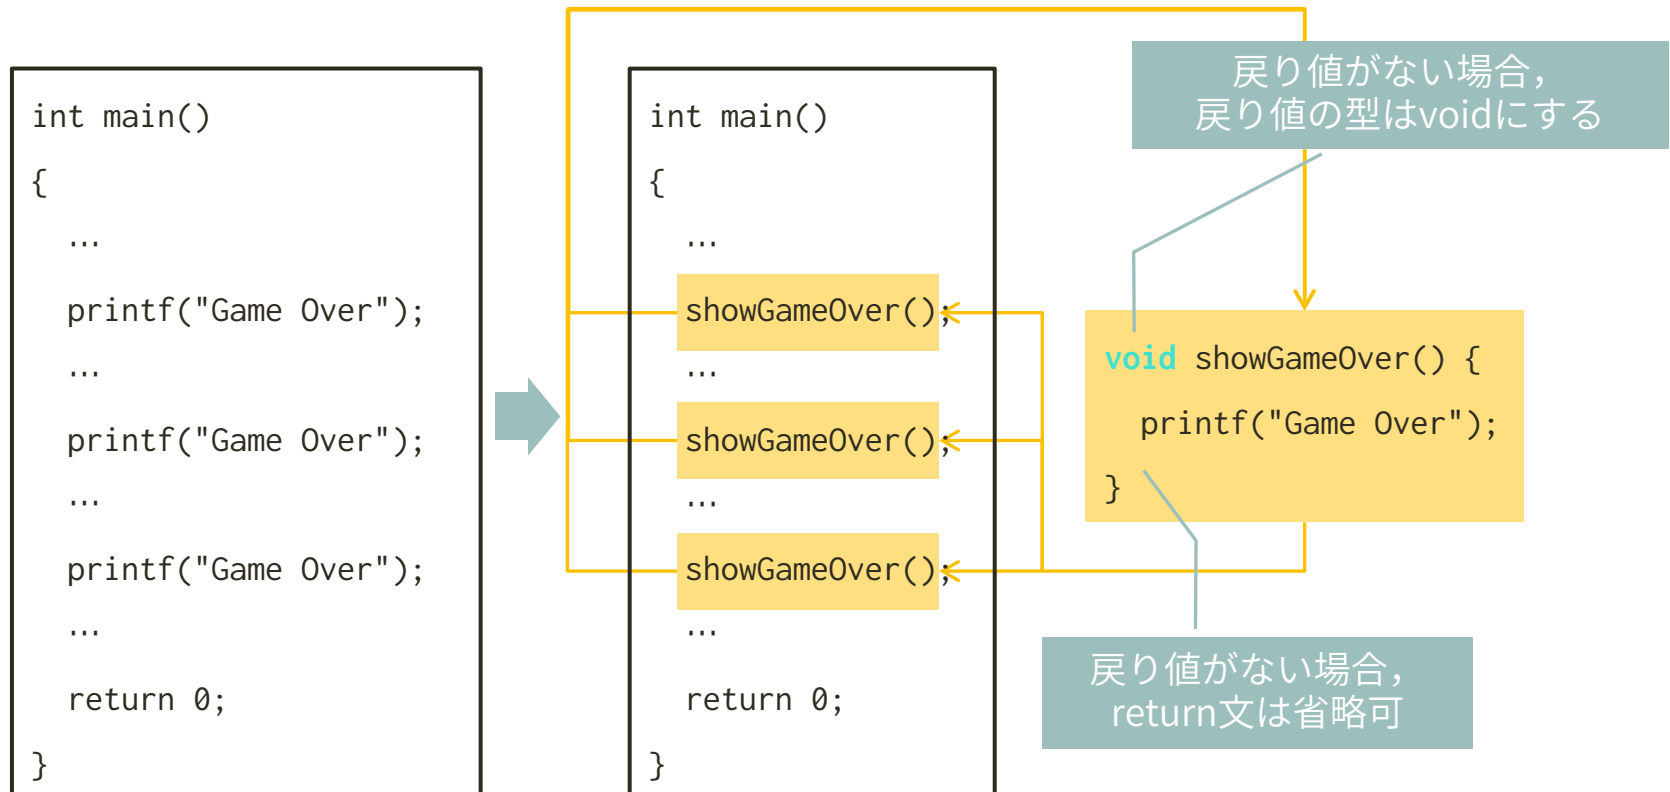 int main()
{
…
printf("Game Over");
…
printf("Game Over");
…
printf("Game Over");
…
return 0;
}
int main()
{
…
showGameOver();
…
showGameOver();
…
showGameOver();
…
return 0;
}
戻り値がない場合，
戻り値の型はvoidにする
void showGameOver() {
printf("Game Over");
}
戻り値がない場合，
return文は省略可